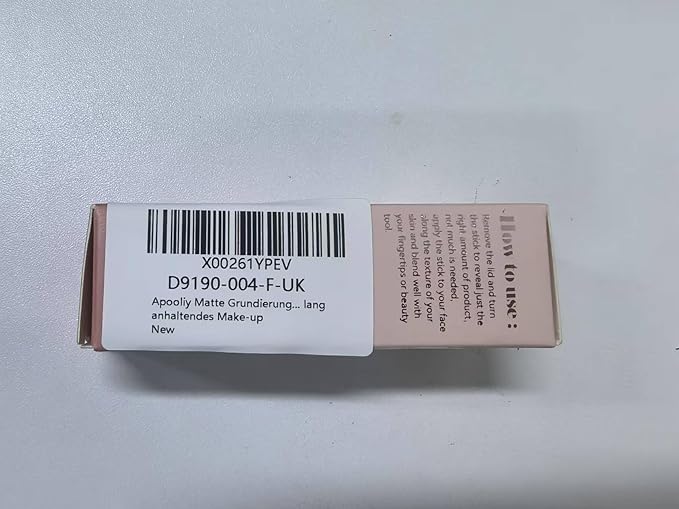 X00261YPEV
D9190-004-F-UK
Apooliy Matte Grundierung... lang
anhaltendes Make-up
New
How to use :
Remove the lid and turn
the stick to reveal just the
right amount of product,
not much is needed,
apply the stick to your face
along the texture of your
skin and blend well with
your fingertips or beauty
tool.